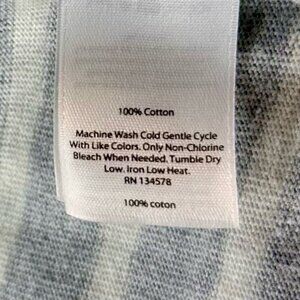 100% Cotton
Machine Wash Cold Gentle Cycle
With Like Colors. Only Non-Chlorine
Bleach When Needed. Tumble Dry
Low. Iron Low Heat.
RN 134578
100% coton